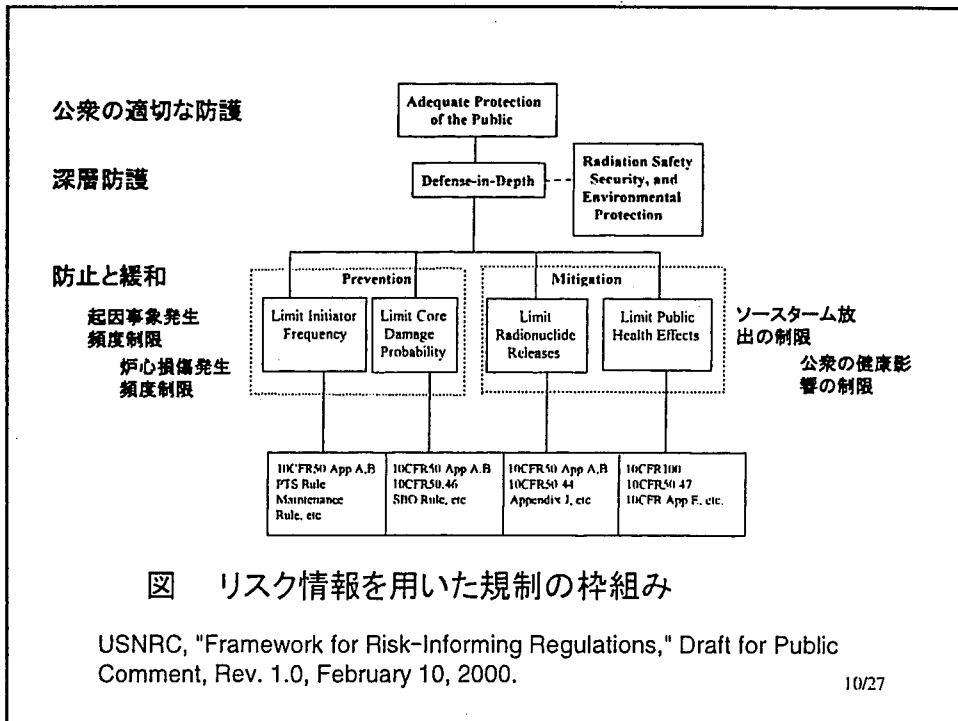 公衆の適切な防護
Adequate Protection
of the Public
深層防護
Defense-in-Depth
Radiation Safety
Security, and
Environmental
Protection
防止と緩和
Prevention
Mitigation
起因事象発生
頻度制限
炉心損傷発生
頻度制限
Limit Initiator
Frequency
Limit Core
Damage
Probability
Limit
Radionuclide
Releases
Limit Public
Health Effects
ソースターム放
出の制限
公衆の健康影
響の制限
10CFR50 App A,B
PTS Rule
Maintenance
Rule, etc
10CFR50 App A,B
10CFR50.46
SBO Rule, etc
10CFR50 App A,B
10CFR50 44
Appendix J, etc
10CFR100
10CFR50 47
10CFR App E, etc.
図 リスク情報を用いた規制の枠組み
USNRC, "Framework for Risk-Informing Regulations," Draft for Public
Comment, Rev. 1.0, February 10, 2000.
10/27